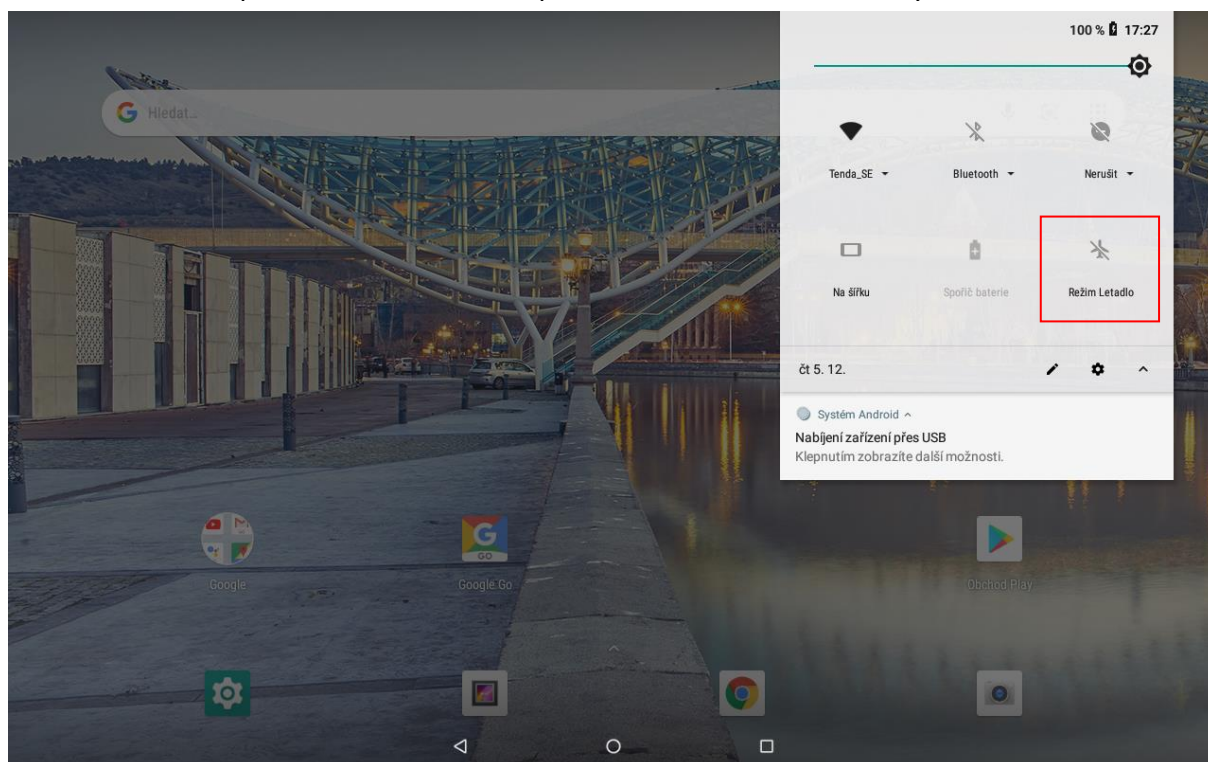 100 % 17:27
Hledat…
Tenda_SE Bluetooth Nerušit
Na šířku Spořič baterie Režim Letadlo
čt 5. 12.
Systém Android
Nabíjení zařízení přes USB
Klepnutím zobrazíte další možnosti.
GO
Google Google Go Obchod Play